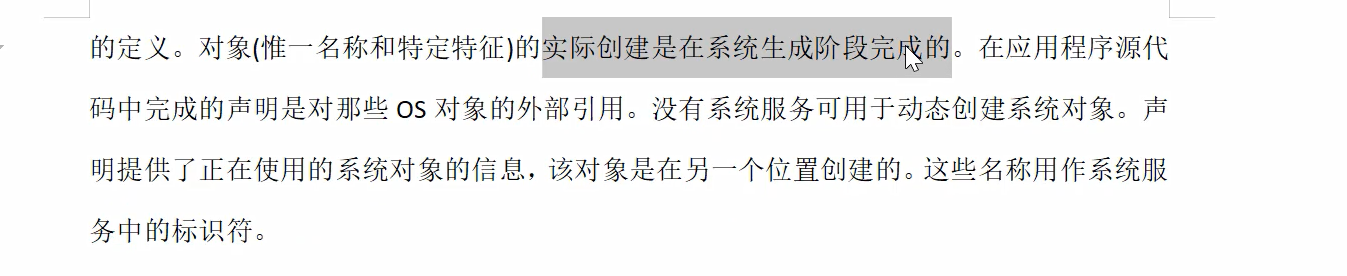 的定义。对象(惟一名称和特定特征)的实际创建是在系统生成阶段完成的。在应用程序源代
码中完成的声明是对那些 OS 对象的外部引用。没有系统服务可用于动态创建系统对象。声
明提供了正在使用的系统对象的信息，该对象是在另一个位置创建的。这些名称用作系统服
务中的标识符。